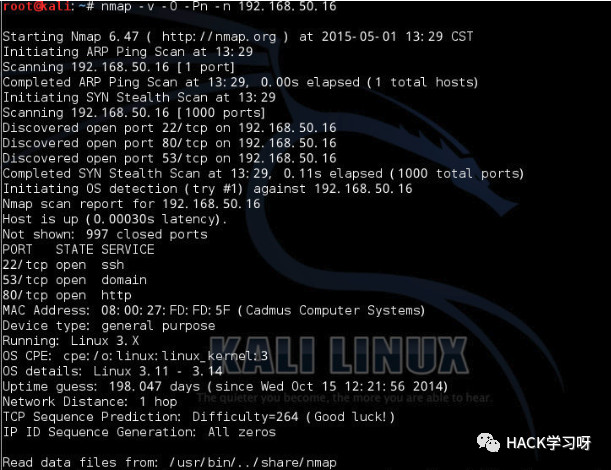 root@kali:~# nmap -v -O -Pn -n 192.168.50.16
Starting Nmap 6.47 ( http://nmap.org ) at 2015-05-01 13:29 CST
Initiating ARP Ping Scan at 13:29
Scanning 192.168.50.16 [1 port]
Completed ARP Ping Scan at 13:29, 0.00s elapsed (1 total hosts)
Initiating SYN Stealth Scan at 13:29
Scanning 192.168.50.16 [1000 ports]
Discovered open port 22/tcp on 192.168.50.16
Discovered open port 80/tcp on 192.168.50.16
Discovered open port 53/tcp on 192.168.50.16
Completed SYN Stealth Scan at 13:29, 0.11s elapsed (1000 total ports)
Initiating OS detection (try #1) against 192.168.50.16
Nmap scan report for 192.168.50.16
Host is up (0.00030s latency).
Not shown: 997 closed ports
PORT   STATE SERVICE
22/tcp open  ssh
53/tcp open  domain
80/tcp open  http
MAC Address: 08:00:27:FD:FD:5F (Cadmus Computer Systems)
Device type: general purpose
Running: Linux 3.X
OS CPE: cpe:/o:linux:linux_kernel:3
OS details: Linux 3.11 - 3.14
KALI LINUX
Uptime guess: 198.047 days (since Wed Oct 15 12:21:56 2014)
The quieter you become, the more you are able to hear.
Network Distance: 1 hop
TCP Sequence Prediction: Difficulty=264 (Good luck!)
IP ID Sequence Generation: All zeros
HACK学习呀
Read data files from: /usr/bin/../share/nmap